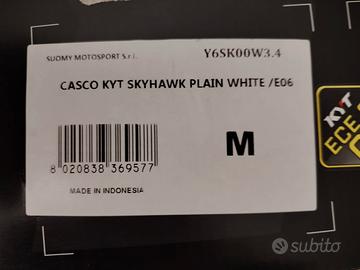 SUOMY MOTOSPORT S.r.l. Y6SK00W3.4
CASCO KYT SKYHAWK PLAIN WHITE /E06
M
8 020838 369577
MADE IN INDONESIA
KYT
ECE
subito